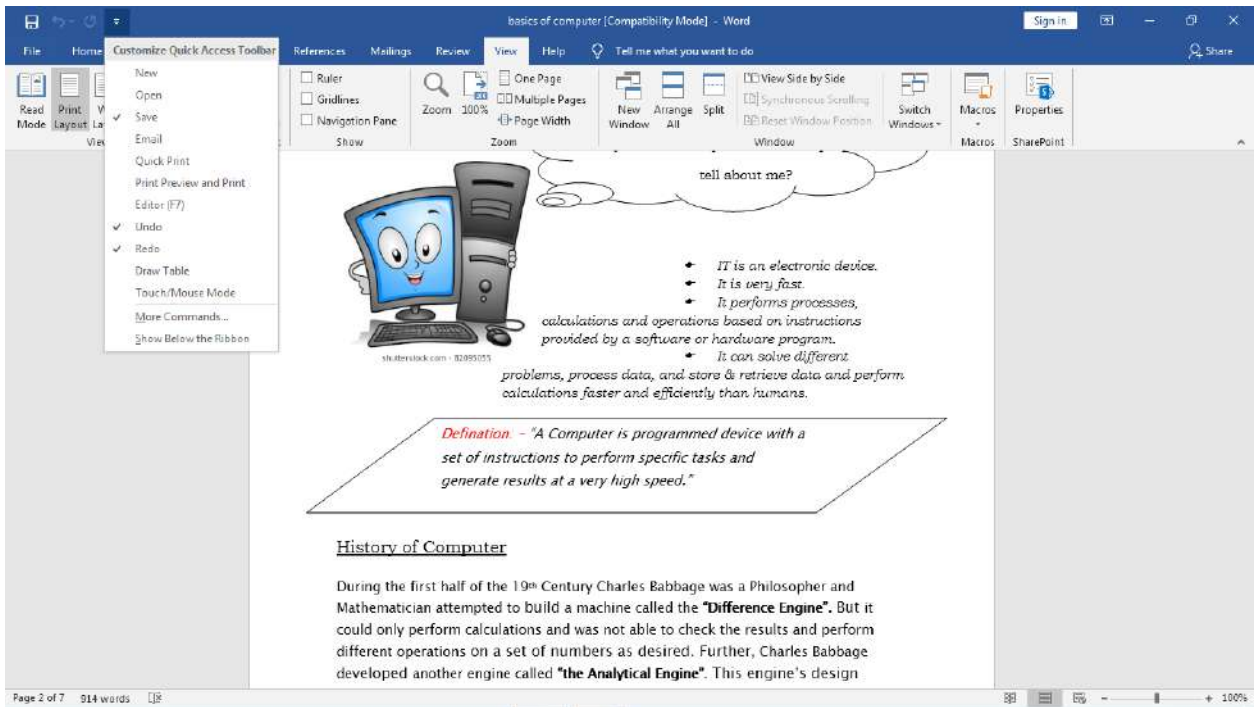 basics of computer [Compatibility Mode] - Word
Sign in
File Home References Mailings Review View Help Tell me what you want to do Share
Customize Quick Access Toolbar
New
Open
Save
Email
Quick Print
Print Preview and Print
Editor (F7)
Undo
Redo
Draw Table
Touch/Mouse Mode
More Commands...
Show Below the Ribbon
Read Mode
Print Layout
Ruler
Gridlines
Navigation Pane
Show
Zoom
100%
One Page
Multiple Pages
Page Width
Zoom
New Window
Arrange All
Split
View Side by Side
Synchronous Scrolling
Reset Window Position
Window
Switch Windows
Macros
Macros
Properties
SharePoint
tell about me?
IT is an electronic device.
It is very fast.
It performs processes,
calculations and operations based on instructions
provided by a software or hardware program.
It can solve different
problems, process data, and store & retrieve data and perform
calculations faster and efficiently than humans.
shutterstock.com · 82095055
Defination: - "A Computer is programmed device with a
set of instructions to perform specific tasks and
generate results at a very high speed."
History of Computer
During the first half of the 19th Century Charles Babbage was a Philosopher and
Mathematician attempted to build a machine called the "Difference Engine". But it
could only perform calculations and was not able to check the results and perform
different operations on a set of numbers as desired. Further, Charles Babbage
developed another engine called "the Analytical Engine". This engine's design
Page 2 of 7 914 words
100%